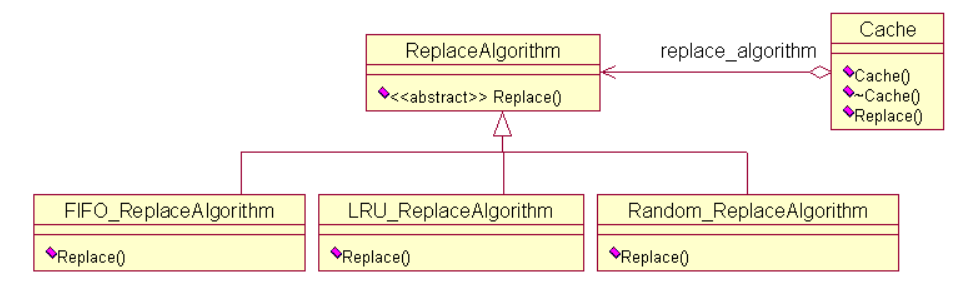 Cache
Cache()
~Cache()
Replace()
replace_algorithm
ReplaceAlgorithm
<<abstract>> Replace()
FIFO_ReplaceAlgorithm
Replace()
LRU_ReplaceAlgorithm
Replace()
Random_ReplaceAlgorithm
Replace()